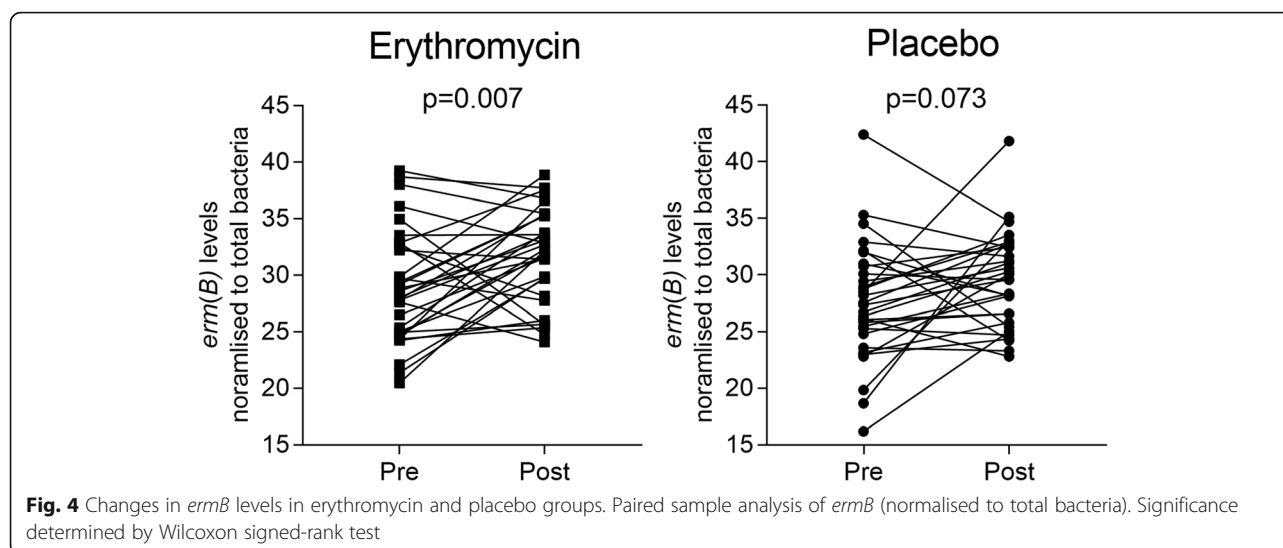 Erythromycin
p=0.007
45
40
35
30
25
20
15
erm(B) levels
noramlised to total bacteria
Pre Post
Placebo
p=0.073
45
40
35
30
25
20
15
erm(B) levels
noramlised to total bacteria
Pre Post
Fig. 4 Changes in ermB levels in erythromycin and placebo groups. Paired sample analysis of ermB (normalised to total bacteria). Significance
determined by Wilcoxon signed-rank test